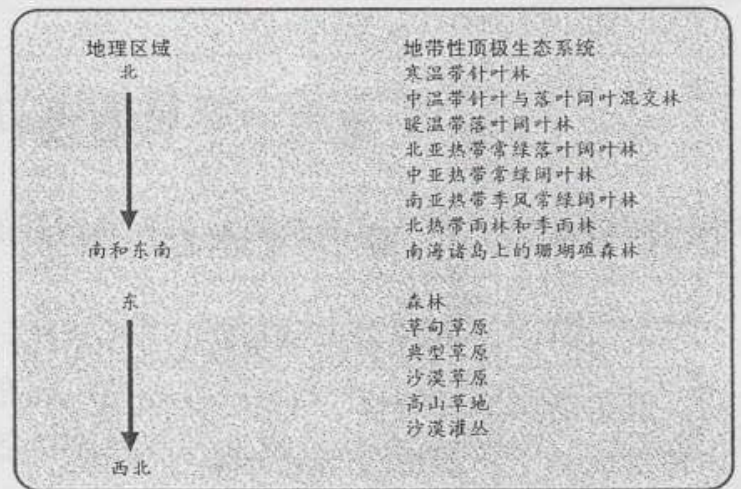 地理区域 地带性顶极生态系统
北 寒温带针叶林
中温带针叶与落叶阔叶混交林
暖温带落叶阔叶林
北亚热带常绿落叶阔叶林
中亚热带常绿阔叶林
南亚热带季风常绿阔叶林
北热带雨林和季雨林
南和东南 南海诸岛上的珊瑚礁森林
东 森林
草甸草原
典型草原
沙漠草原
高山草地
沙漠灌丛
西北